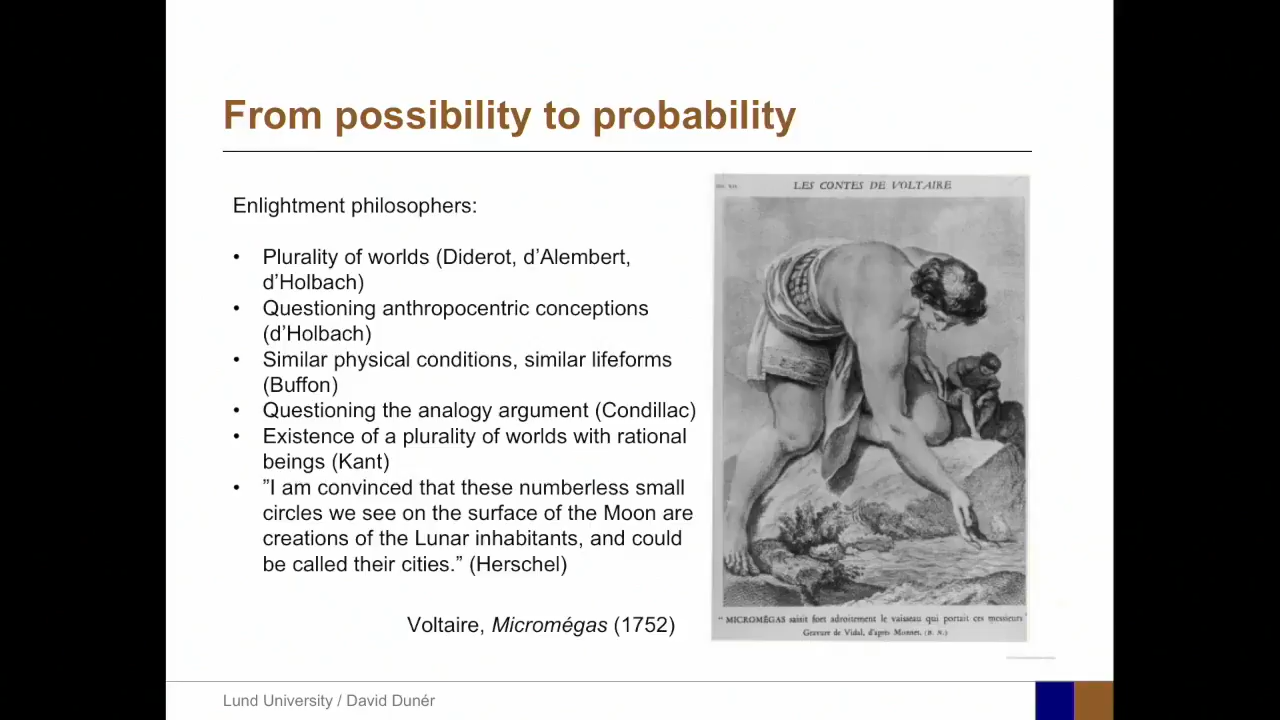 From possibility to probability
Enlightment philosophers:
• Plurality of worlds (Diderot, d’Alembert,
d’Holbach)
• Questioning anthropocentric conceptions
(d’Holbach)
• Similar physical conditions, similar lifeforms
(Buffon)
• Questioning the analogy argument (Condillac)
• Existence of a plurality of worlds with rational
beings (Kant)
• ”I am convinced that these numberless small
circles we see on the surface of the Moon are
creations of the Lunar inhabitants, and could
be called their cities.” (Herschel)
Voltaire, Micromégas (1752)
LES CONTES DE VOLTAIRE
“ MICROMÉGAS saisit fort adroitement le vaisseau qui portait ces messieurs ”
Gravure de Vidal, d'après Monnet. (B. N.)
Lund University / David Dunér